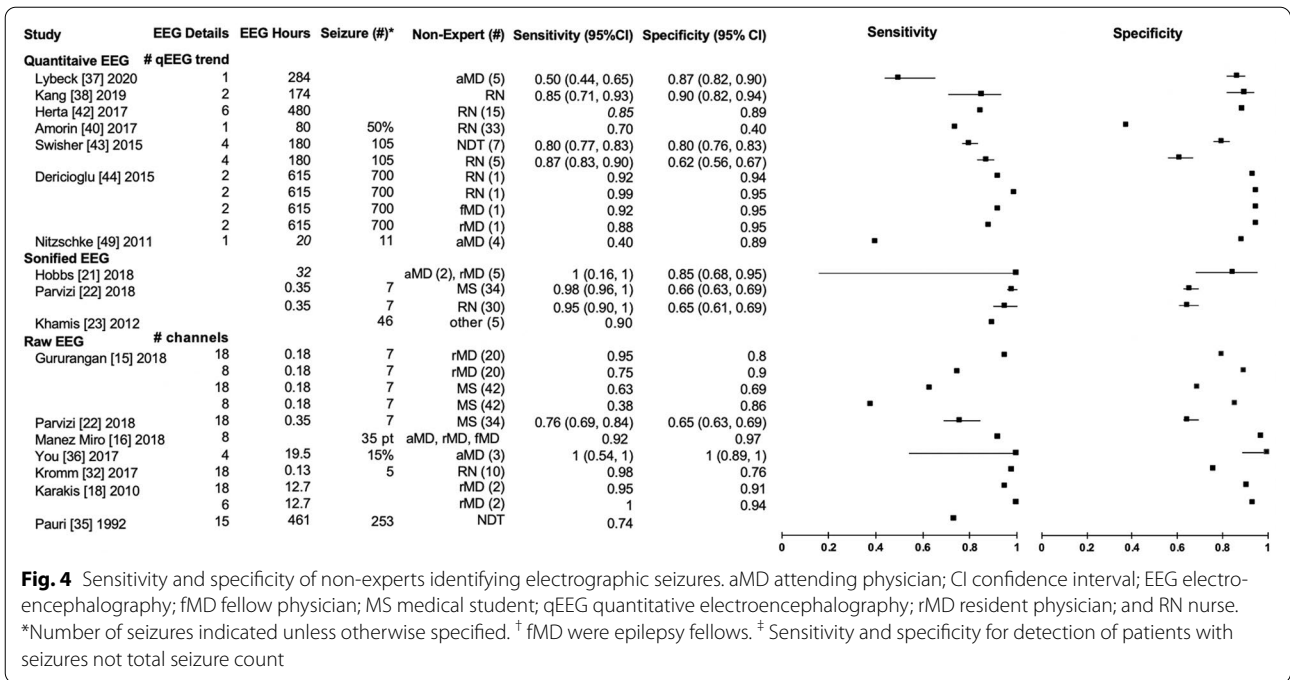 Study EEG Details EEG Hours Seizure (#)* Non-Expert (#) Sensitivity (95%CI) Specificity (95% CI) Sensitivity Specificity
Quantitaive EEG # qEEG trend
Lybeck [37] 2020 1 284 aMD (5) 0.50 (0.44, 0.65) 0.87 (0.82, 0.90)
Kang [38] 2019 2 174 RN 0.85 (0.71, 0.93) 0.90 (0.82, 0.94)
Herta [42] 2017 6 480 RN (15) 0.85 0.89
Amorin [40] 2017 1 80 50% RN (33) 0.70 0.40
Swisher [43] 2015 4 180 105 NDT (7) 0.80 (0.77, 0.83) 0.80 (0.76, 0.83)
4 180 105 RN (5) 0.87 (0.83, 0.90) 0.62 (0.56, 0.67)
Dericioglu [44] 2015 2 615 700 RN (1) 0.92 0.94
2 615 700 RN (1) 0.99 0.95
2 615 700 fMD (1) 0.92 0.95
2 615 700 rMD (1) 0.88 0.95
Nitzschke [49] 2011 1 20 11 aMD (4) 0.40 0.89
Sonified EEG
Hobbs [21] 2018 32 aMD (2), rMD (5) 1 (0.16, 1) 0.85 (0.68, 0.95)
Parvizi [22] 2018 0.35 7 MS (34) 0.98 (0.96, 1) 0.66 (0.63, 0.69)
0.35 7 RN (30) 0.95 (0.90, 1) 0.65 (0.61, 0.69)
Khamis [23] 2012 46 other (5) 0.90
Raw EEG # channels
Gururangan [15] 2018 18 0.18 7 rMD (20) 0.95 0.8
8 0.18 7 rMD (20) 0.75 0.9
18 0.18 7 MS (42) 0.63 0.69
8 0.18 7 MS (42) 0.38 0.86
Parvizi [22] 2018 18 0.35 7 MS (34) 0.76 (0.69, 0.84) 0.65 (0.63, 0.69)
Manez Miro [16] 2018 8 35 pt aMD, rMD, fMD 0.92 0.97
You [36] 2017 4 19.5 15% aMD (3) 1 (0.54, 1) 1 (0.89, 1)
Kromm [32] 2017 18 0.13 5 RN (10) 0.98 0.76
Karakis [18] 2010 18 12.7 rMD (2) 0.95 0.91
6 12.7 rMD (2) 1 0.94
Pauri [35] 1992 15 461 253 NDT 0.74
0 0.2 0.4 0.6 0.8 1 0 0.2 0.4 0.6 0.8 1
Fig. 4 Sensitivity and specificity of non-experts identifying electrographic seizures. aMD attending physician; CI confidence interval; EEG electro-
encephalography; fMD fellow physician; MS medical student; qEEG quantitative electroencephalography; rMD resident physician; and RN nurse.
*Number of seizures indicated unless otherwise specified. † fMD were epilepsy fellows. ‡ Sensitivity and specificity for detection of patients with
seizures not total seizure count